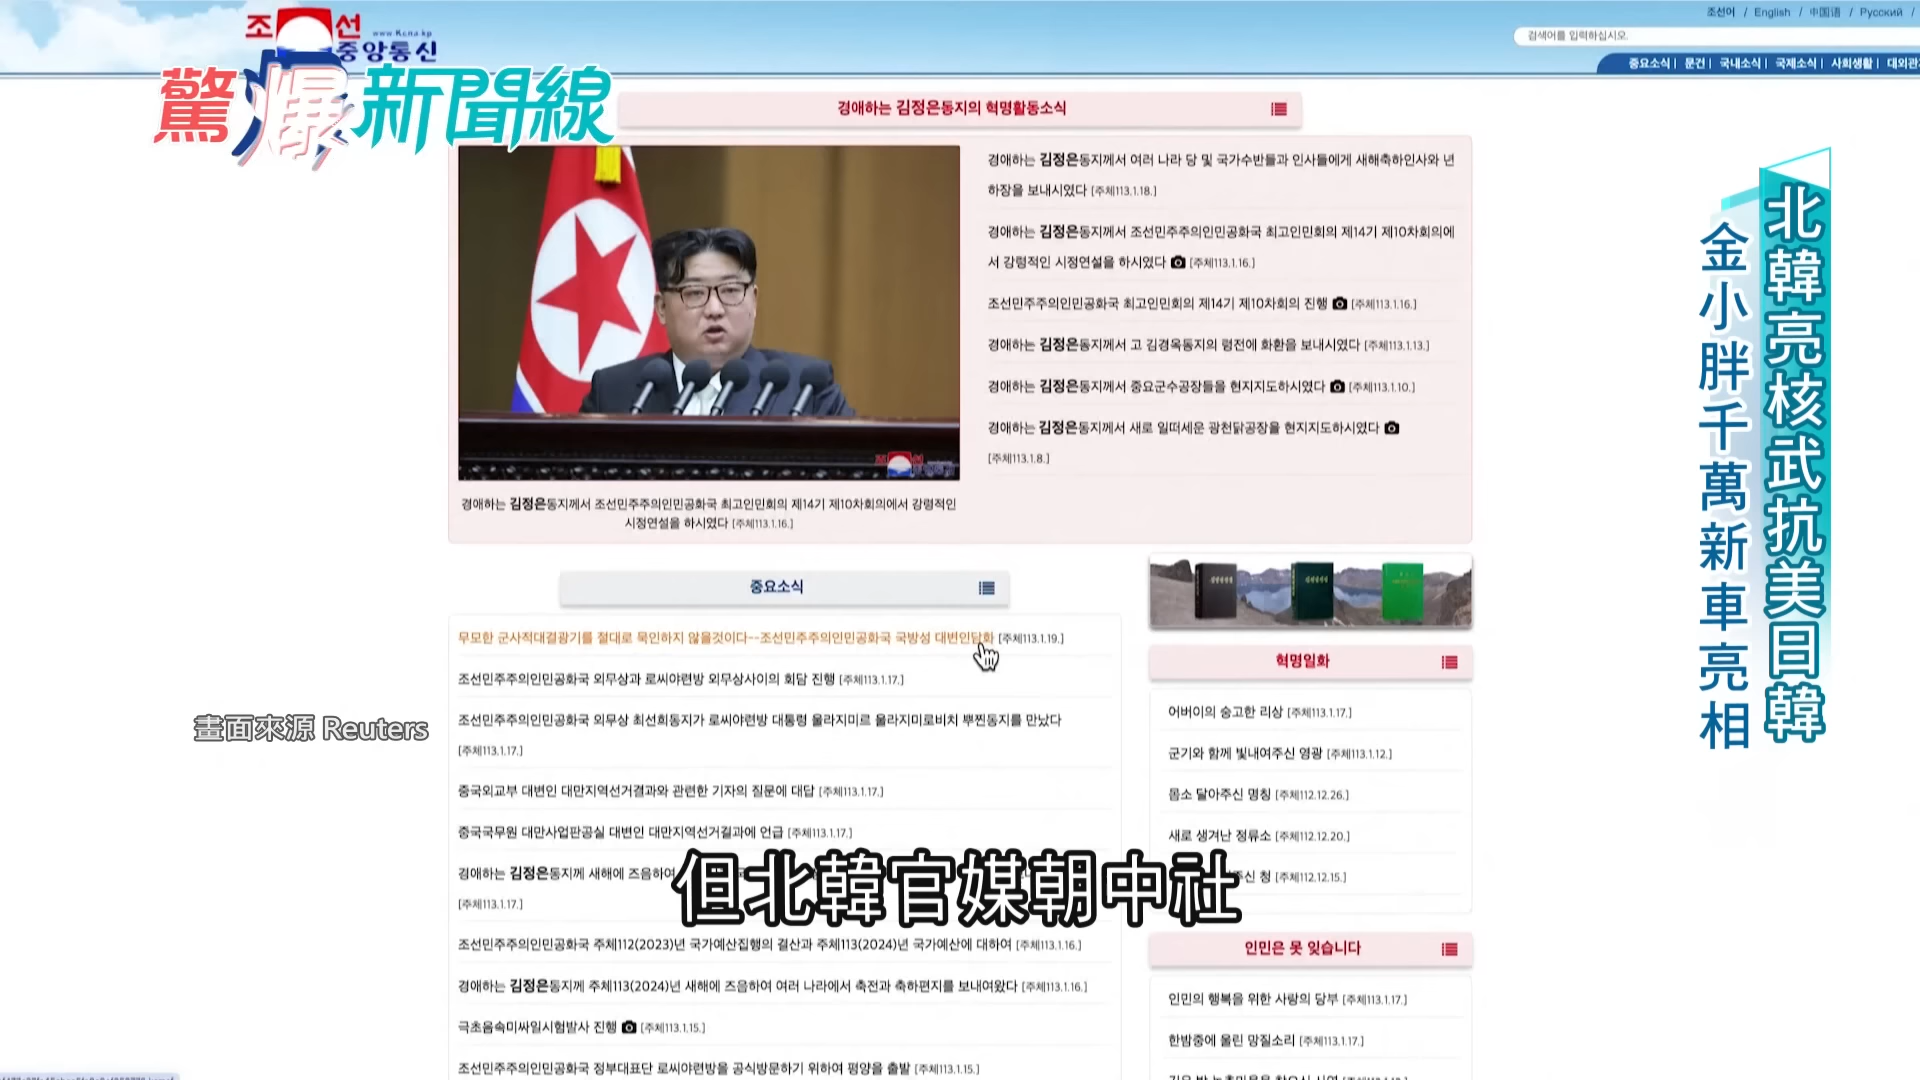 조선 www.kcna.kp
중앙통신
조선어 / English / 中国语 / Русский /
검색어를 입력하십시오.
중요소식 | 문건 | 국내소식 | 국제소식 | 사회생활 |
驚爆新聞線
경애하는 김정은동지의 혁명활동소식
경애하는 김정은동지께서 여러 나라 당 및 국가수반들과 인사들에게 새해축하인사와 년
하장을 보내시였다 [주체113.1.18.]
경애하는 김정은동지께서 조선민주주의인민공화국 최고인민회의 제14기 제10차회의에
서 강령적인 시정연설을 하시였다 [주체113.1.16.]
조선민주주의인민공화국 최고인민회의 제14기 제10차회의 진행 [주체113.1.16.]
경애하는 김정은동지께서 고 김경옥동지의 령전에 화환을 보내시였다 [주체113.1.13.]
경애하는 김정은동지께서 중요군수공장들을 현지지도하시였다 [주체113.1.10.]
경애하는 김정은동지께서 새로 일떠세운 광천닭공장을 현지지도하시였다
[주체113.1.8.]
경애하는 김정은동지께서 조선민주주의인민공화국 최고인민회의 제14기 제10차회의에서 강령적인
시정연설을 하시였다 [주체113.1.16.]
北韓亮核武抗美日韓
金小胖千萬新車亮相
중요소식
무모한 군사적대결광기를 절대로 묵인하지 않을것이다--조선민주주의인민공화국 국방성 대변인담화 [주체113.1.19.]
조선민주주의인민공화국 외무상과 로씨야련방 외무상사이의 회담 진행 [주체113.1.17.]
조선민주주의인민공화국 외무상 최선희동지가 로씨야련방 대통령 울라지미르 울라지미로비치 뿌찐동지를 만났다
[주체113.1.17.]
중국외교부 대변인 대만지역선거결과와 관련한 기자의 질문에 대답 [주체113.1.17.]
중국국무원 대만사업판공실 대변인 대만지역선거결과에 언급 [주체113.1.17.]
경애하는 김정은동지께 새해에 즈음하여
[주체113.1.17.]
조선민주주의인민공화국 주체112(2023)년 국가예산집행의 결산과 주체113(2024)년 국가예산에 대하여 [주체113.1.16.]
경애하는 김정은동지께 주체113(2024)년 새해에 즈음하여 여러 나라에서 축전과 축하편지를 보내여왔다 [주체113.1.16.]
극초음속미싸일시험발사 진행 [주체113.1.15.]
조선민주주의인민공화국 정부대표단 로씨야련방을 공식방문하기 위하여 평양을 출발 [주체113.1.15.]
혁명일화
어버이의 숭고한 리상 [주체113.1.17.]
군기와 함께 빛내여주신 영광 [주체113.1.12.]
몸소 달아주신 명칭 [주체112.12.26.]
새로 생겨난 정류소 [주체112.12.20.]
주신 청 [주체112.12.15.]
인민은 못 잊습니다
인민의 행복을 위한 사랑의 당부 [주체113.1.17.]
한밤중에 울린 망질소리 [주체113.1.17.]
畫面來源 Reuters
但北韓官媒朝中社